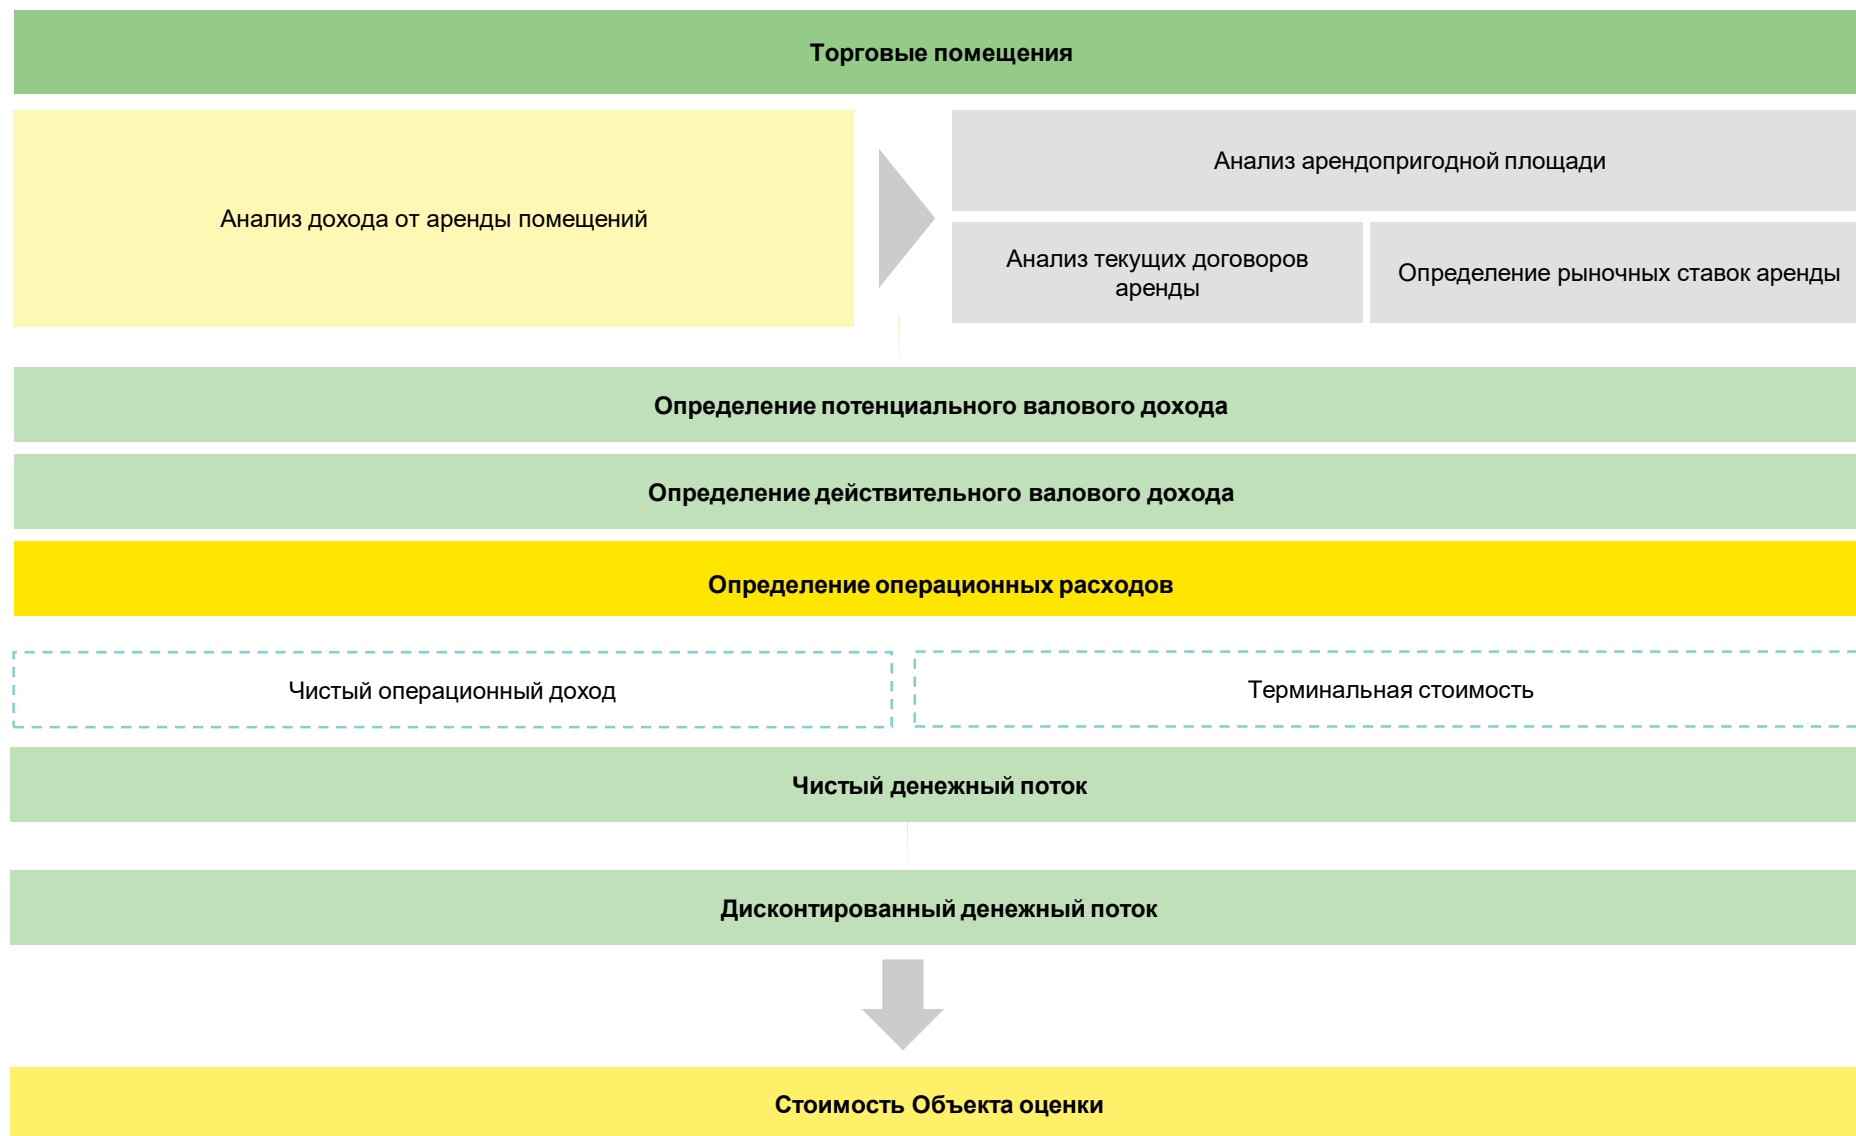 Торговые помещения
Анализ дохода от аренды помещений
Анализ арендопригодной площади
Анализ текущих договоров
аренды
Определение рыночных ставок аренды
Определение потенциального валового дохода
Определение действительного валового дохода
Определение операционных расходов
Чистый операционный доход
Терминальная стоимость
Чистый денежный поток
Дисконтированный денежный поток
Стоимость Объекта оценки